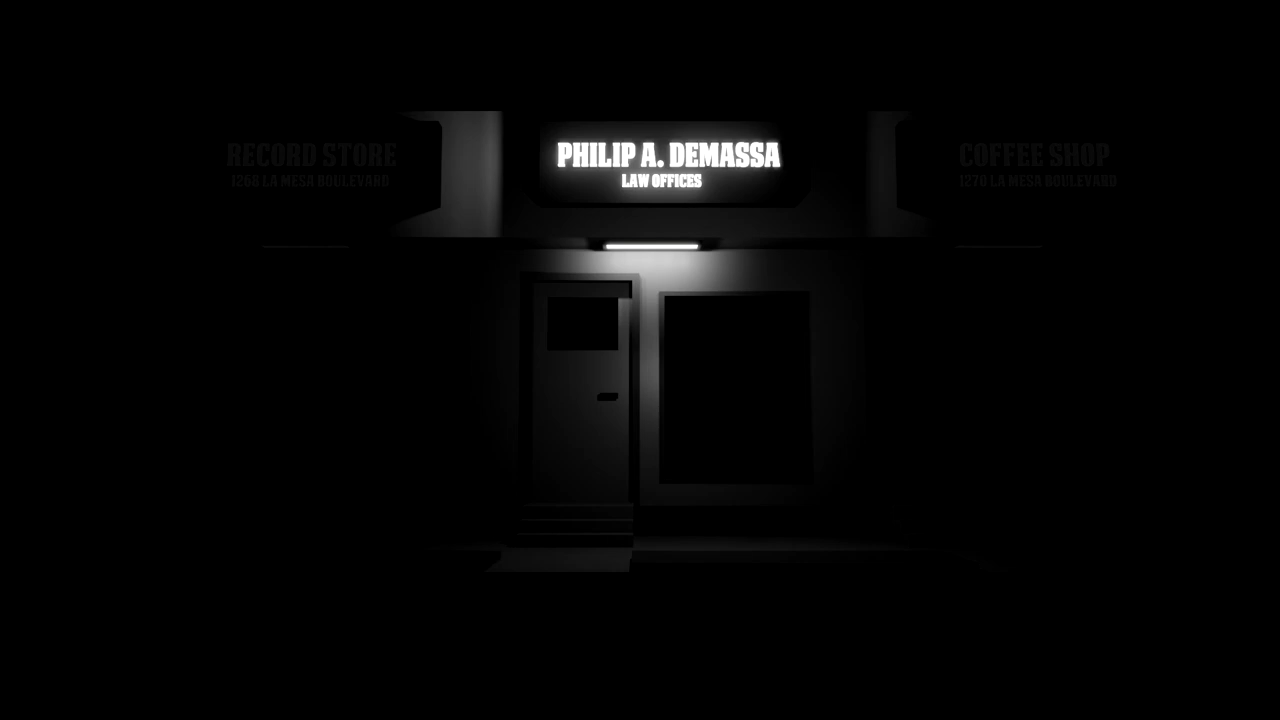 RECORD STORE
1268 LA MESA BOULEVARD
PHILIP A. DEMASSA
LAW OFFICES
COFFEE SHOP
1270 LA MESA BOULEVARD